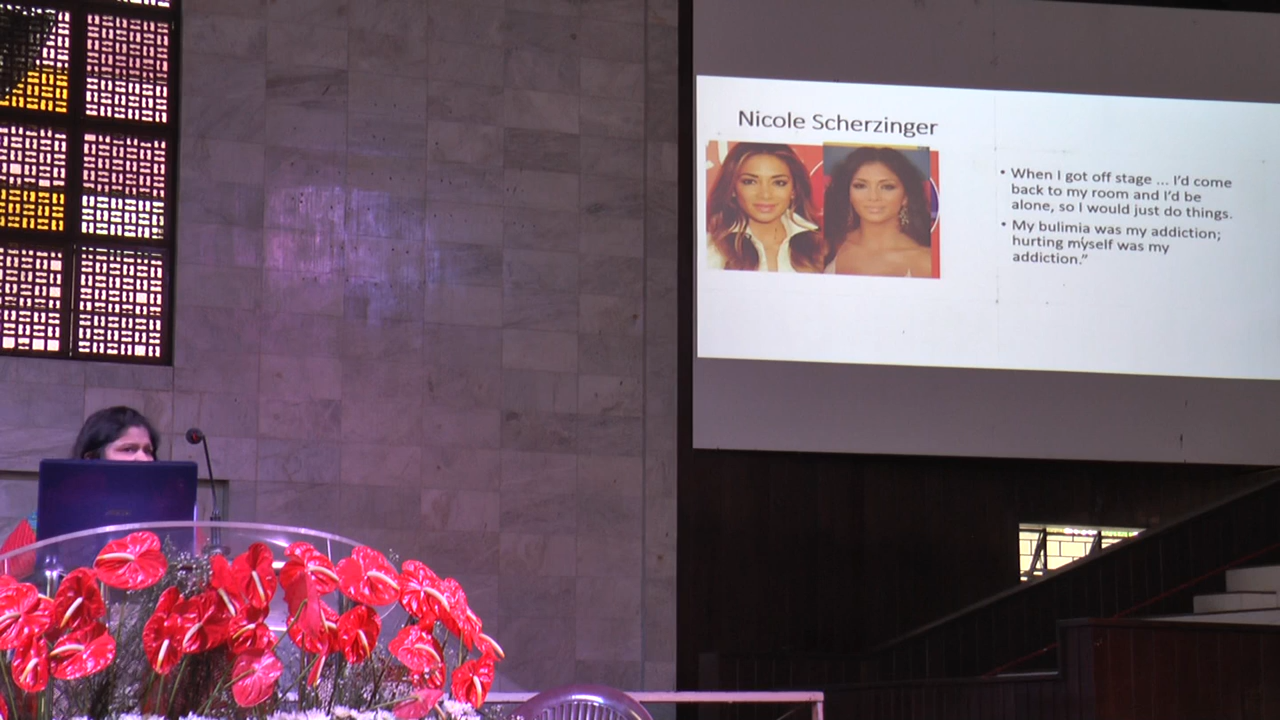 Nicole Scherzinger
• When I got off stage ... I'd come
back to my room and I'd be
alone, so I would just do things.
• My bulimia was my addiction;
hurting myself was my
addiction.”